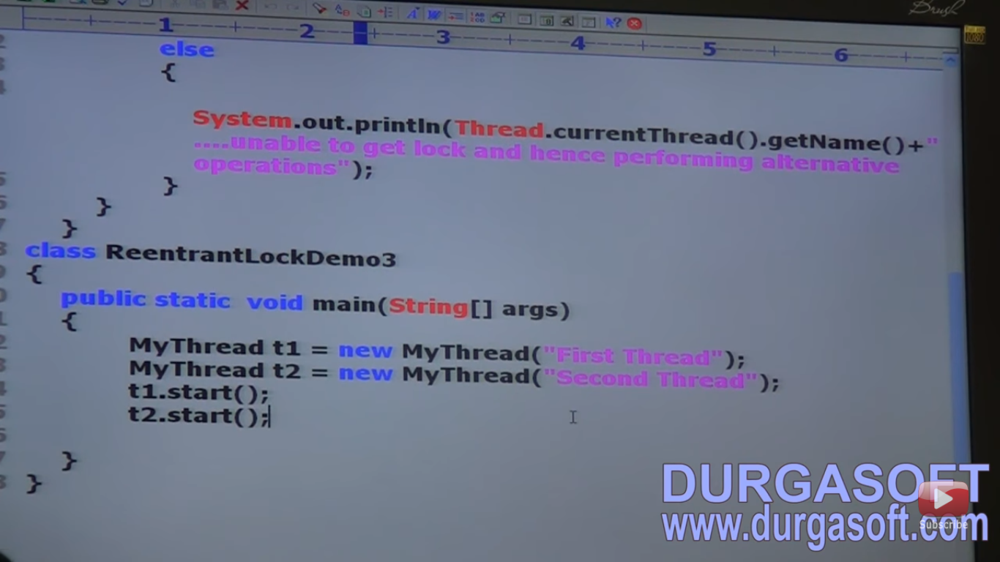 Brush
1 2 3 4 5 6
else
{
System.out.println(Thread.currentThread().getName()+"
....unable to get lock and hence performing alternative
operations");
}
}
}
class ReentrantLockDemo3
{
public static void main(String[] args)
{
MyThread t1 = new MyThread("First Thread");
MyThread t2 = new MyThread("Second Thread");
t1.start();
t2.start();
}
}
DURGASOFT
www.durgasoft.com
Subscribe